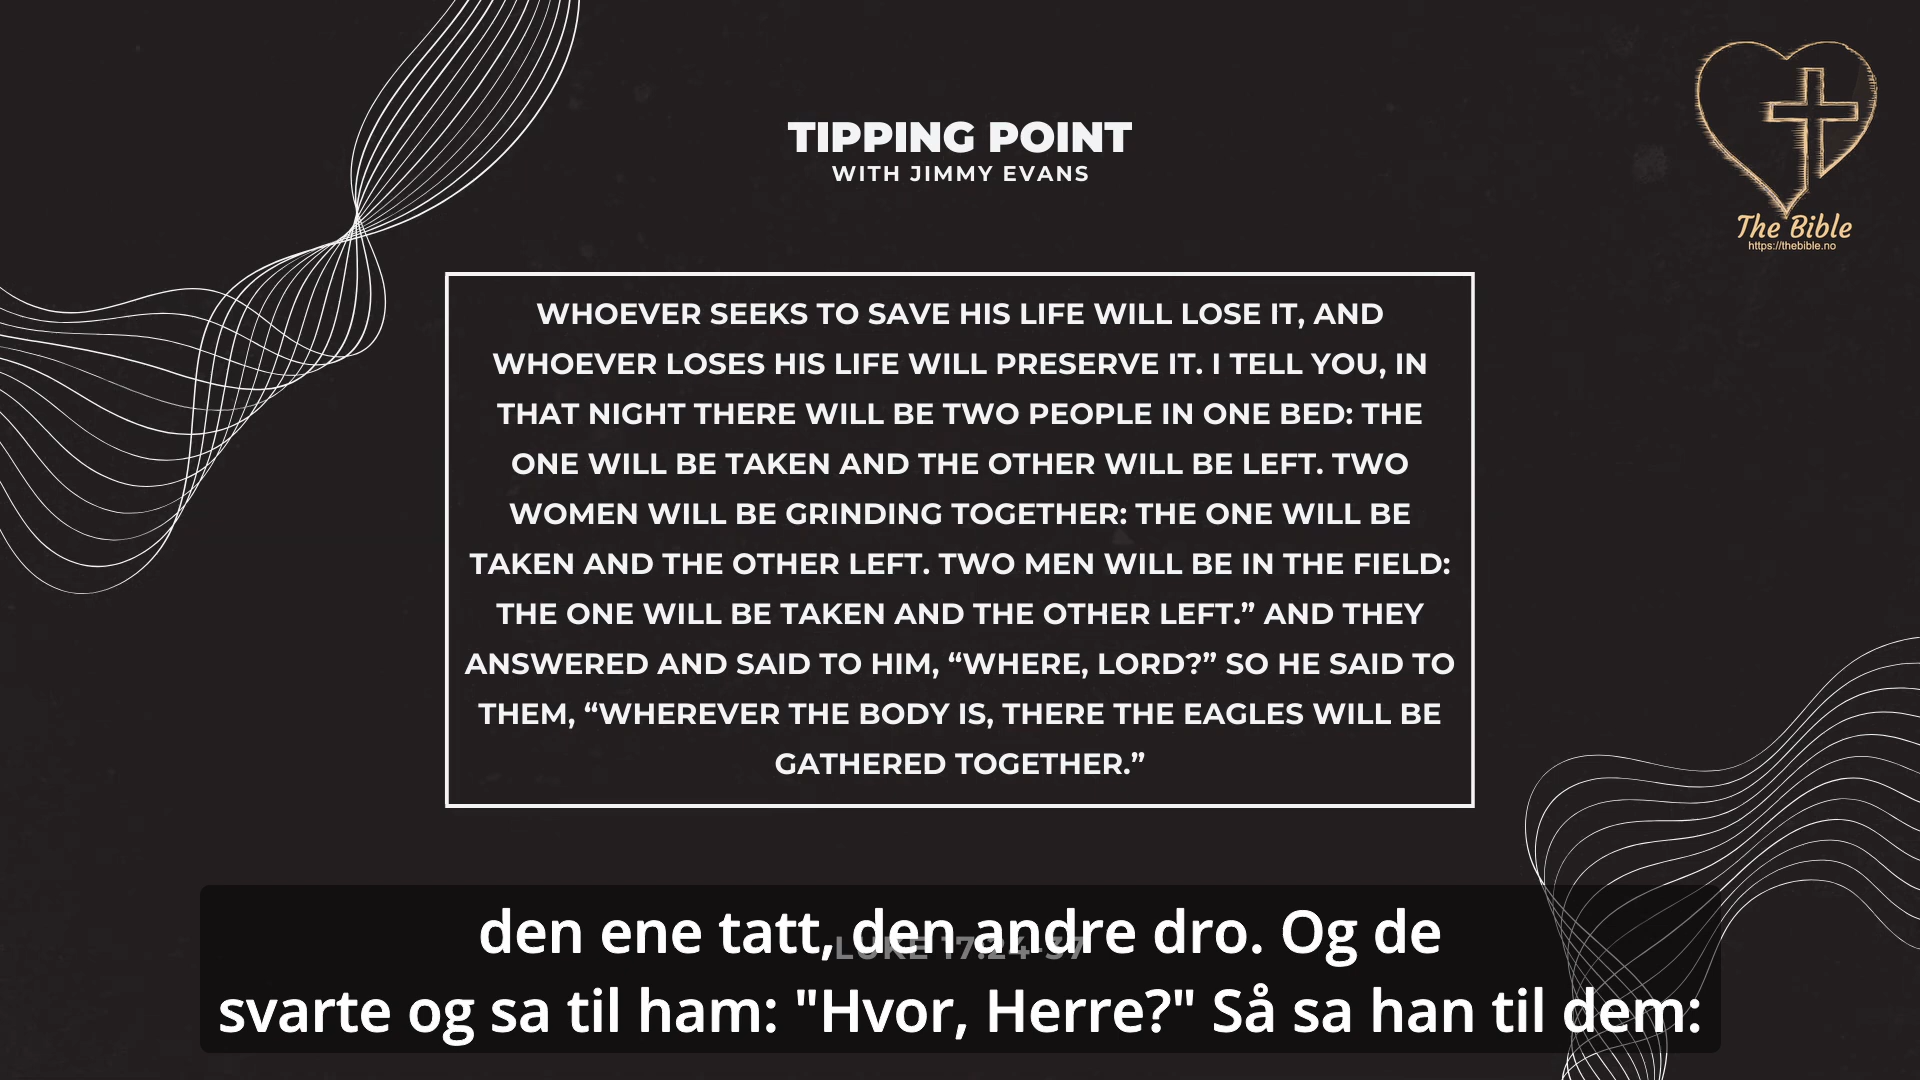 TIPPING POINT
WITH JIMMY EVANS
The Bible
https://thebible.no
WHOEVER SEEKS TO SAVE HIS LIFE WILL LOSE IT, AND
WHOEVER LOSES HIS LIFE WILL PRESERVE IT. I TELL YOU, IN
THAT NIGHT THERE WILL BE TWO PEOPLE IN ONE BED: THE
ONE WILL BE TAKEN AND THE OTHER WILL BE LEFT. TWO
WOMEN WILL BE GRINDING TOGETHER: THE ONE WILL BE
TAKEN AND THE OTHER LEFT. TWO MEN WILL BE IN THE FIELD:
THE ONE WILL BE TAKEN AND THE OTHER LEFT.” AND THEY
ANSWERED AND SAID TO HIM, “WHERE, LORD?” SO HE SAID TO
THEM, “WHEREVER THE BODY IS, THERE THE EAGLES WILL BE
GATHERED TOGETHER.”
LUKE 17:24-37
den ene tatt, den andre dro. Og de
svarte og sa til ham: "Hvor, Herre?" Så sa han til dem: